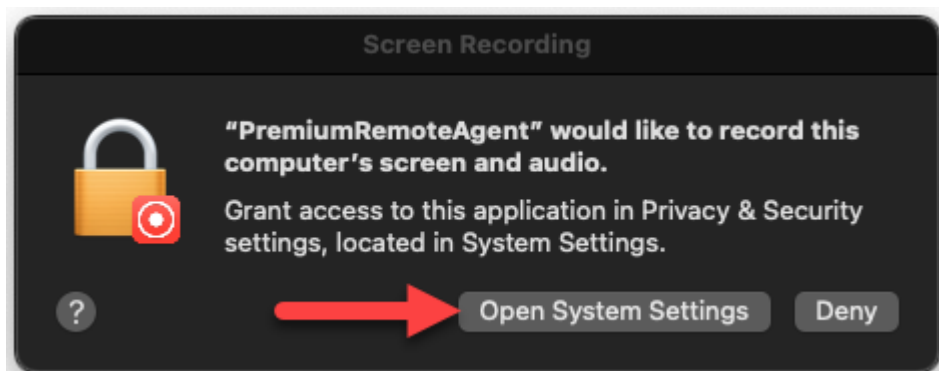 Screen Recording
“PremiumRemoteAgent” would like to record this
computer’s screen and audio.
Grant access to this application in Privacy & Security
settings, located in System Settings.
?
Open System Settings
Deny